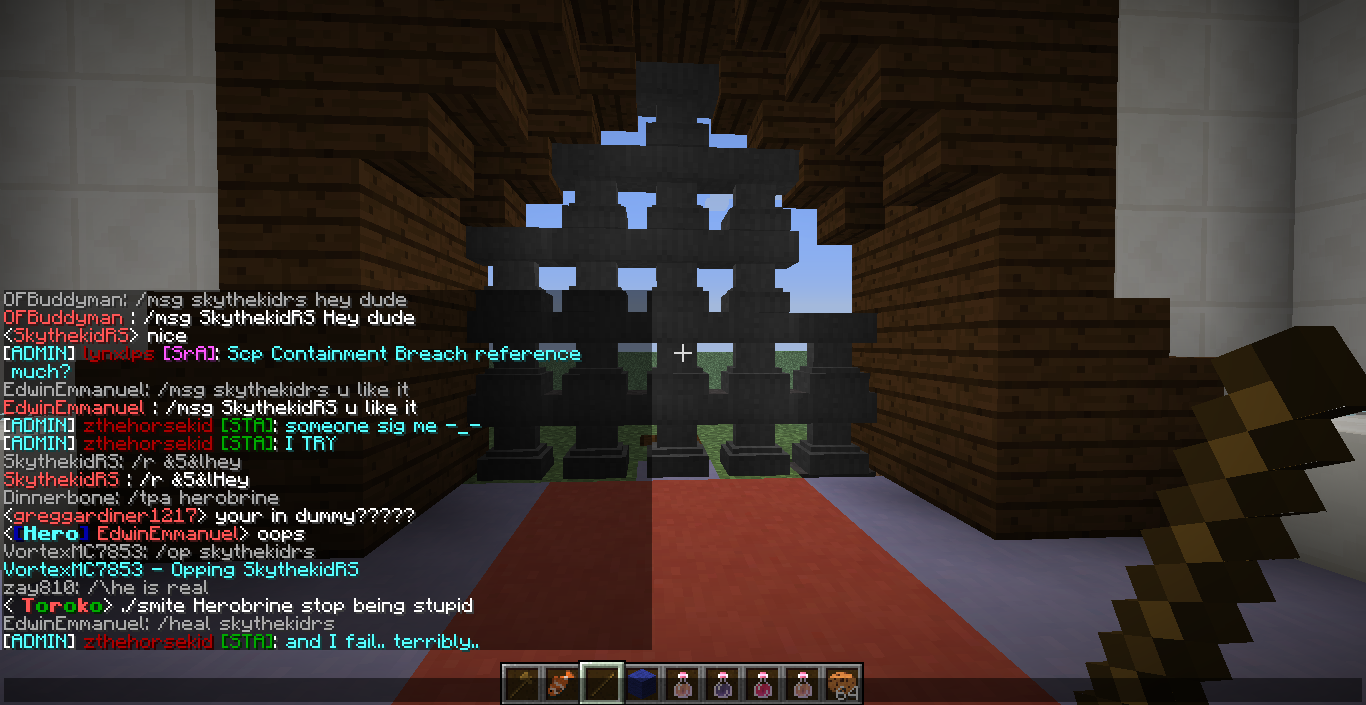 OFBuddyman: /msg skythekidrs hey dude
OFBuddyman : /msg SkythekidRS Hey dude
<SkythekidRS> nice
[ADMIN] lynxlps [SrA]: Scp Containment Breach reference
much?
EdwinEmmanuel: /msg skythekidrs u like it
EdwinEmmanuel : /msg SkythekidRS u like it
[ADMIN] zthehorsekid [STA]: someone sig me -_-
[ADMIN] zthehorsekid [STA]: I TRY
SkythekidRS: /r &5&lhey
SkythekidRS : /r &5&lHey
Dinnerbone: /tpa herobrine
<greggardiner1217> your in dummy?????
<[Hero] EdwinEmmanuel> oops
VortexMC7853: /op skythekidrs
VortexMC7853 - Opping SkythekidRS
zay810: /\he is real
< Toroko> ./smite Herobrine stop being stupid
EdwinEmmanuel: /heal skythekidrs
[ADMIN] zthehorsekid [STA]: and I fail.. terribly..
64